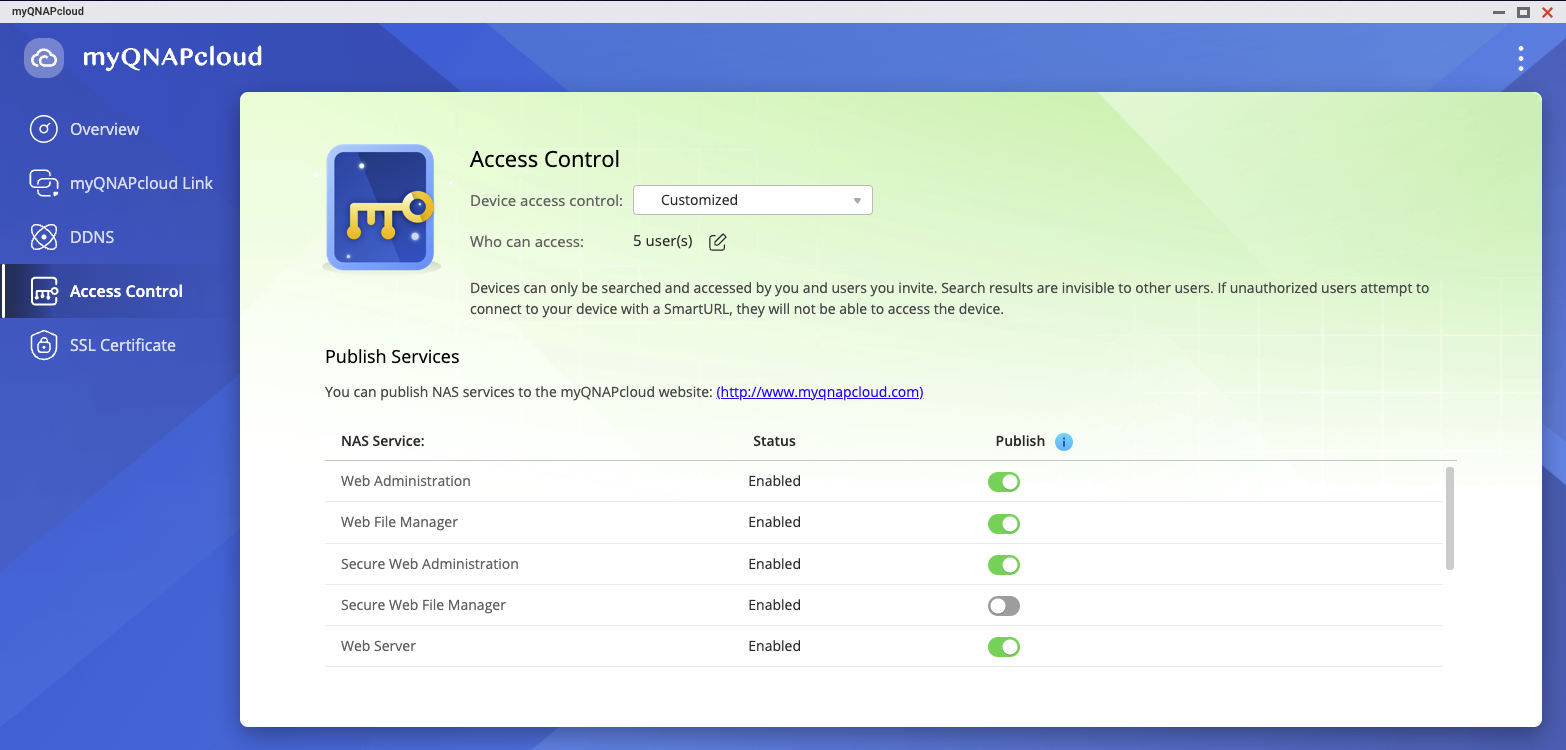 myQNAPcloud
myQNAPcloud
Overview
myQNAPcloud Link
DDNS
Access Control
SSL Certificate
Access Control
Device access control: Customized
Who can access: 5 user(s)
Devices can only be searched and accessed by you and users you invite. Search results are invisible to other users. If unauthorized users attempt to
connect to your device with a SmartURL, they will not be able to access the device.
Publish Services
You can publish NAS services to the myQNAPcloud website: (http://www.myqnapcloud.com)
NAS Service: Status Publish i
Web Administration Enabled
Web File Manager Enabled
Secure Web Administration Enabled
Secure Web File Manager Enabled
Web Server Enabled